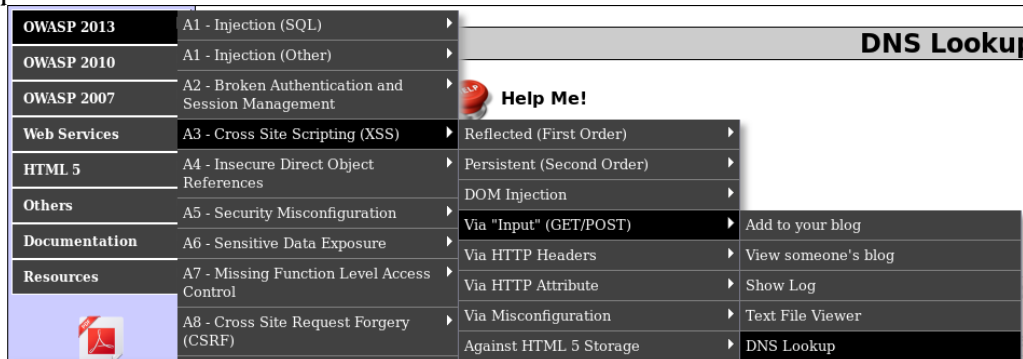 OWASP 2013
OWASP 2010
OWASP 2007
Web Services
HTML 5
Others
Documentation
Resources
A1 - Injection (SQL)
A1 - Injection (Other)
A2 - Broken Authentication and
Session Management
A3 - Cross Site Scripting (XSS)
A4 - Insecure Direct Object
References
A5 - Security Misconfiguration
A6 - Sensitive Data Exposure
A7 - Missing Function Level Access
Control
A8 - Cross Site Request Forgery
(CSRF)
DNS Lookup
HELP
Help Me!
Reflected (First Order)
Persistent (Second Order)
DOM Injection
Via "Input" (GET/POST)
Via HTTP Headers
Via HTTP Attribute
Via Misconfiguration
Against HTML 5 Storage
Add to your blog
View someone's blog
Show Log
Text File Viewer
DNS Lookup